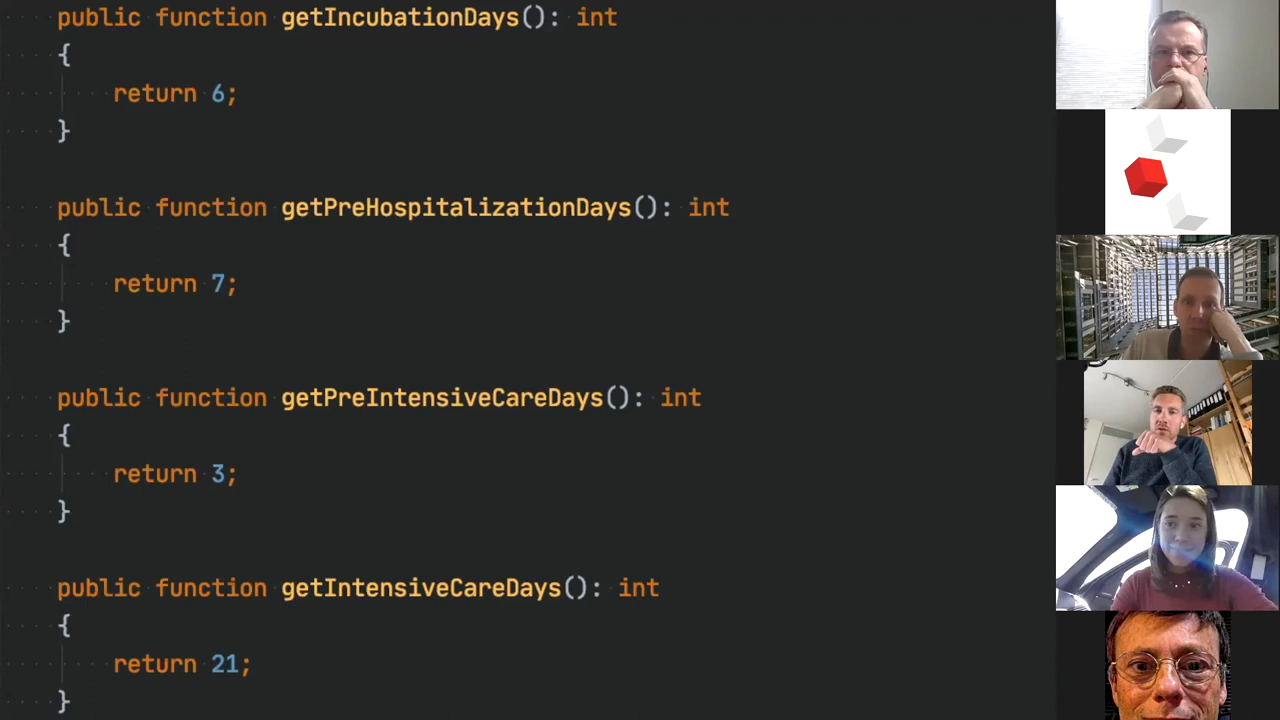 public function getIncubationDays(): int
{
return 6;
}
public function getPreHospitalizationDays(): int
{
return 7;
}
public function getPreIntensiveCareDays(): int
{
return 3;
}
public function getIntensiveCareDays(): int
{
return 21;
}